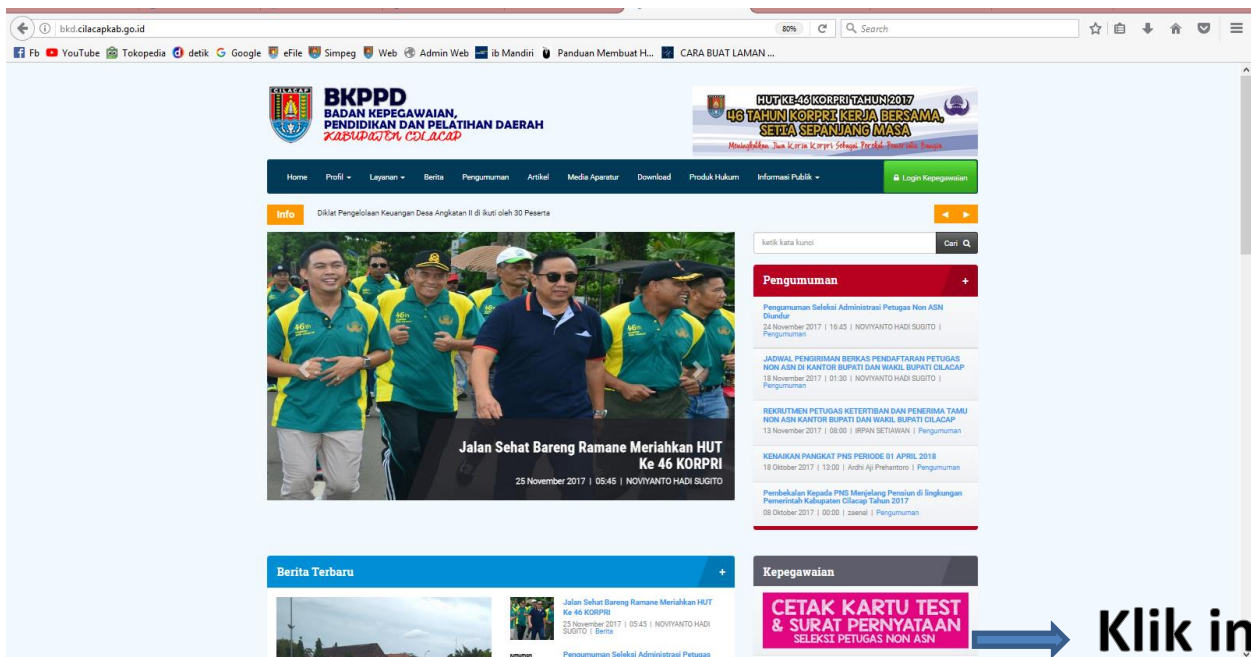 bkd.cilacapkab.go.id
80%
Search
Fb YouTube Tokopedia detik Google eFile Simpeg Web Admin Web ib Mandiri Panduan Membuat H... CARA BUAT LAMAN ...
CILACAP
BKPPD
BADAN KEPEGAWAIAN,
PENDIDIKAN DAN PELATIHAN DAERAH
KABUPATEN CILACAP
HUT KE-46 KORPRI TAHUN 2017
46 TAHUN KORPRI KERJA BERSAMA,
SETIA SEPANJANG MASA
Home Profil Layanan Berita Pengumuman Artikel Media Aparatur Download Produk Hukum Informasi Publik Login Kepegawaian
Info Diklat Pengelolaan Keuangan Desa Angkatan II di ikuti oleh 30 Peserta
46th
46th
46th
Jalan Sehat Bareng Ramane Meriahkan HUT
Ke 46 KORPRI
25 November 2017 | 05:45 | NOVIYANTO HADI SUGITO
ketik kata kunci
Cari
Pengumuman +
Pengumuman Seleksi Administrasi Petugas Non ASN
Diundur
24 November 2017 | 16:45 | NOVIYANTO HADI SUGITO |
Pengumuman
JADWAL PENGIRIMAN BERKAS PENDAFTARAN PETUGAS
NON ASN DI KANTOR BUPATI DAN WAKIL BUPATI CILACAP
18 November 2017 | 01:30 | NOVIYANTO HADI SUGITO |
Pengumuman
REKRUTMEN PETUGAS KETERTIBAN DAN PENERIMA TAMU
NON ASN KANTOR BUPATI DAN WAKIL BUPATI CILACAP
13 November 2017 | 08:00 | IRPAN SETIAWAN | Pengumuman
KENAIKAN PANGKAT PNS PERIODE 01 APRIL 2018
18 Oktober 2017 | 13:00 | Ardhi Aji Prehantoro | Pengumuman
Pembekalan Kepada PNS Menjelang Pensiun di lingkungan
Pemerintah Kabupaten Cilacap Tahun 2017
08 Oktober 2017 | 00:00 | zaenal | Pengumuman
Berita Terbaru +
Jalan Sehat Bareng Ramane Meriahkan HUT
Ke 46 KORPRI
25 November 2017 | 05:45 | NOVIYANTO HADI
SUGITO | Berita
Pengumuman Seleksi Administrasi Petugas
Kepegawaian
CETAK KARTU TEST
& SURAT PERNYATAAN
SELEKSI PETUGAS NON ASN
Klik in